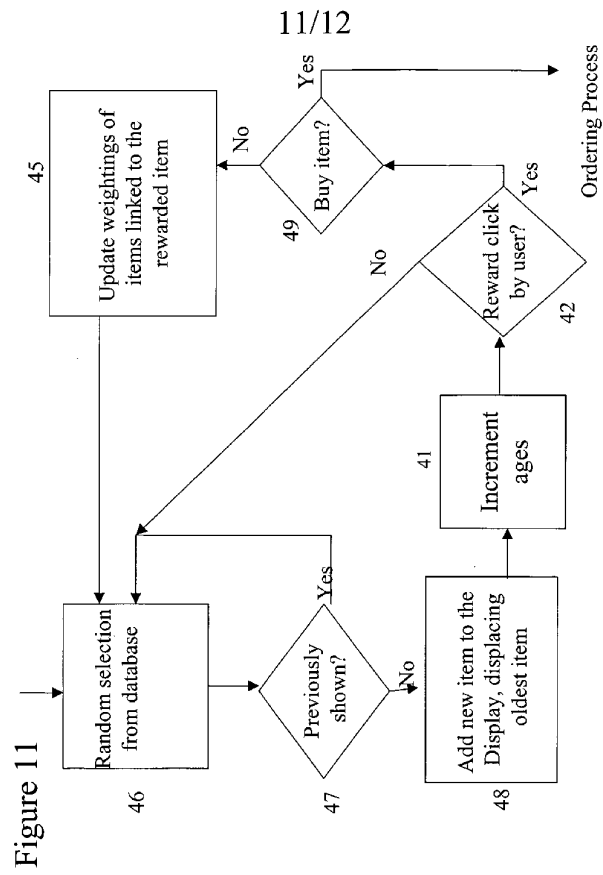 11/12
Figure 11
46
Random selection
from database
47
Previously
shown?
Yes
No
48
Add new item to the
Display, displacing
oldest item
41
Increment
ages
42
Reward click
by user?
No
Yes
49
Buy item?
No
Yes
45
Update weightings of
items linked to the
rewarded item
Ordering Process